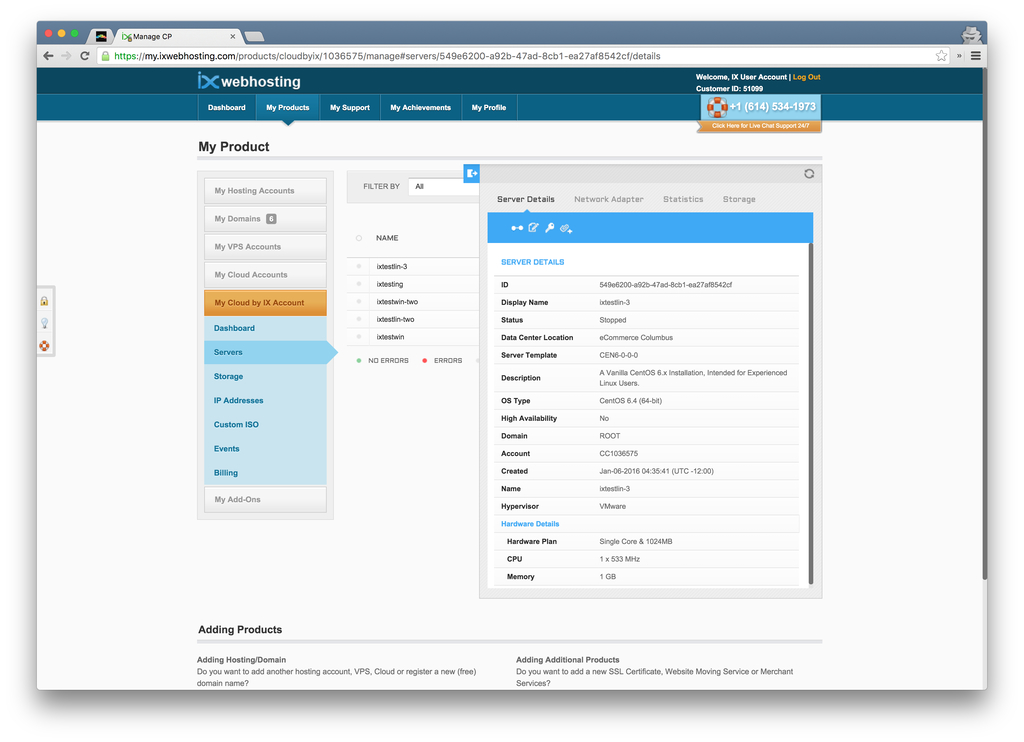 Manage CP
https://my.ixwebhosting.com/products/cloudbyix/1036575/manage#servers/549e6200-a92b-47ad-8cb1-ea27af8542cf/details
ix webhosting
Welcome, IX User Account | Log Out
Customer ID: 51099
Dashboard My Products My Support My Achievements My Profile
+1 (614) 534-1973
Click Here for Live Chat Support 24/7
My Product
My Hosting Accounts
My Domains 6
My VPS Accounts
My Cloud Accounts
My Cloud by IX Account
Dashboard
Servers
Storage
IP Addresses
Custom ISO
Events
Billing
My Add-Ons
FILTER BY All
NAME
ixtestlin-3
ixtesting
ixtestwin-two
ixtestlin-two
ixtestwin
NO ERRORS ERRORS
Server Details Network Adapter Statistics Storage
SERVER DETAILS
ID 549e6200-a92b-47ad-8cb1-ea27af8542cf
Display Name ixtestlin-3
Status Stopped
Data Center Location eCommerce Columbus
Server Template CEN6-0-0-0
Description A Vanilla CentOS 6.x Installation, Intended for Experienced
Linux Users.
OS Type CentOS 6.4 (64-bit)
High Availability No
Domain ROOT
Account CC1036575
Created Jan-06-2016 04:35:41 (UTC -12:00)
Name ixtestlin-3
Hypervisor VMware
Hardware Details
Hardware Plan Single Core & 1024MB
CPU 1 x 533 MHz
Memory 1 GB
Adding Products
Adding Hosting/Domain
Do you want to add another hosting account, VPS, Cloud or register a new (free)
domain name?
Adding Additional Products
Do you want to add a new SSL Certificate, Website Moving Service or Merchant
Services?